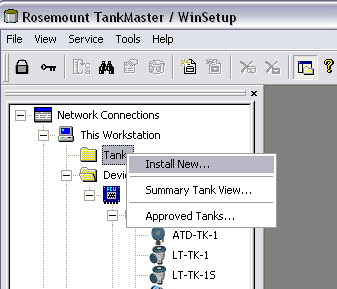 Rosemount TankMaster / WinSetup
File View Service Tools Help
Network Connections
This Workstation
Tank
Install New...
Devi
Summary Tank View...
Approved Tanks...
ATD-TK-1
LT-TK-1
LT-TK-1S